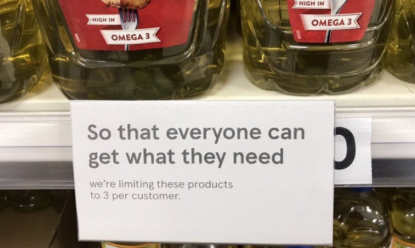 HIGH IN
OMEGA 3
HIGH IN
OMEGA 3
So that everyone can
get what they need
we're limiting these products
to 3 per customer.
0